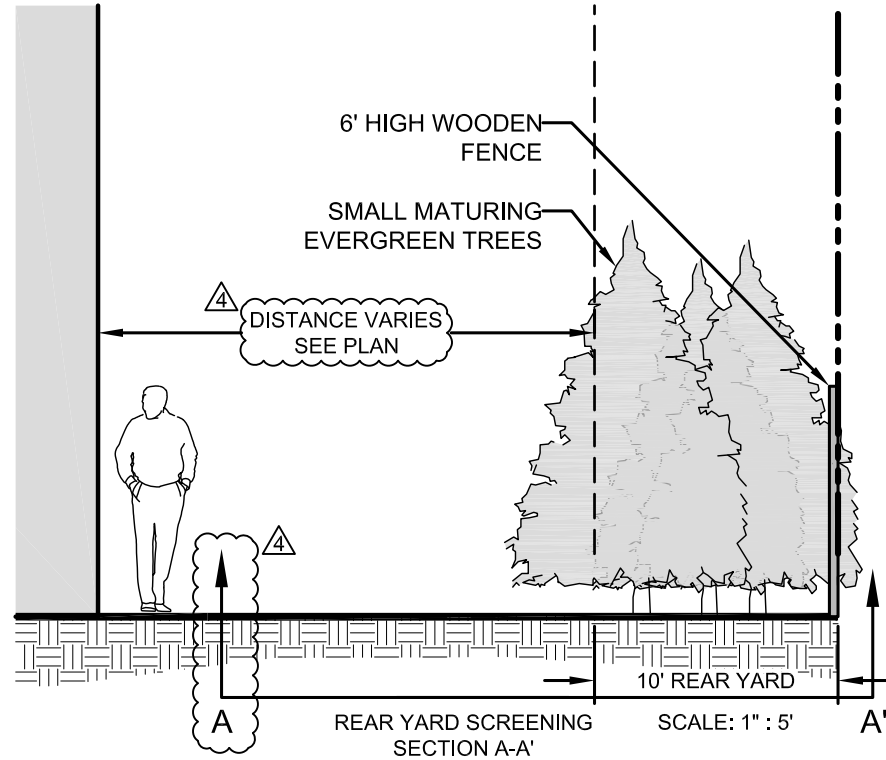 6' HIGH WOODEN
FENCE
SMALL MATURING
EVERGREEN TREES
4
DISTANCE VARIES
SEE PLAN
4
10' REAR YARD
A
REAR YARD SCREENING
SECTION A-A'
SCALE: 1" : 5'
A'